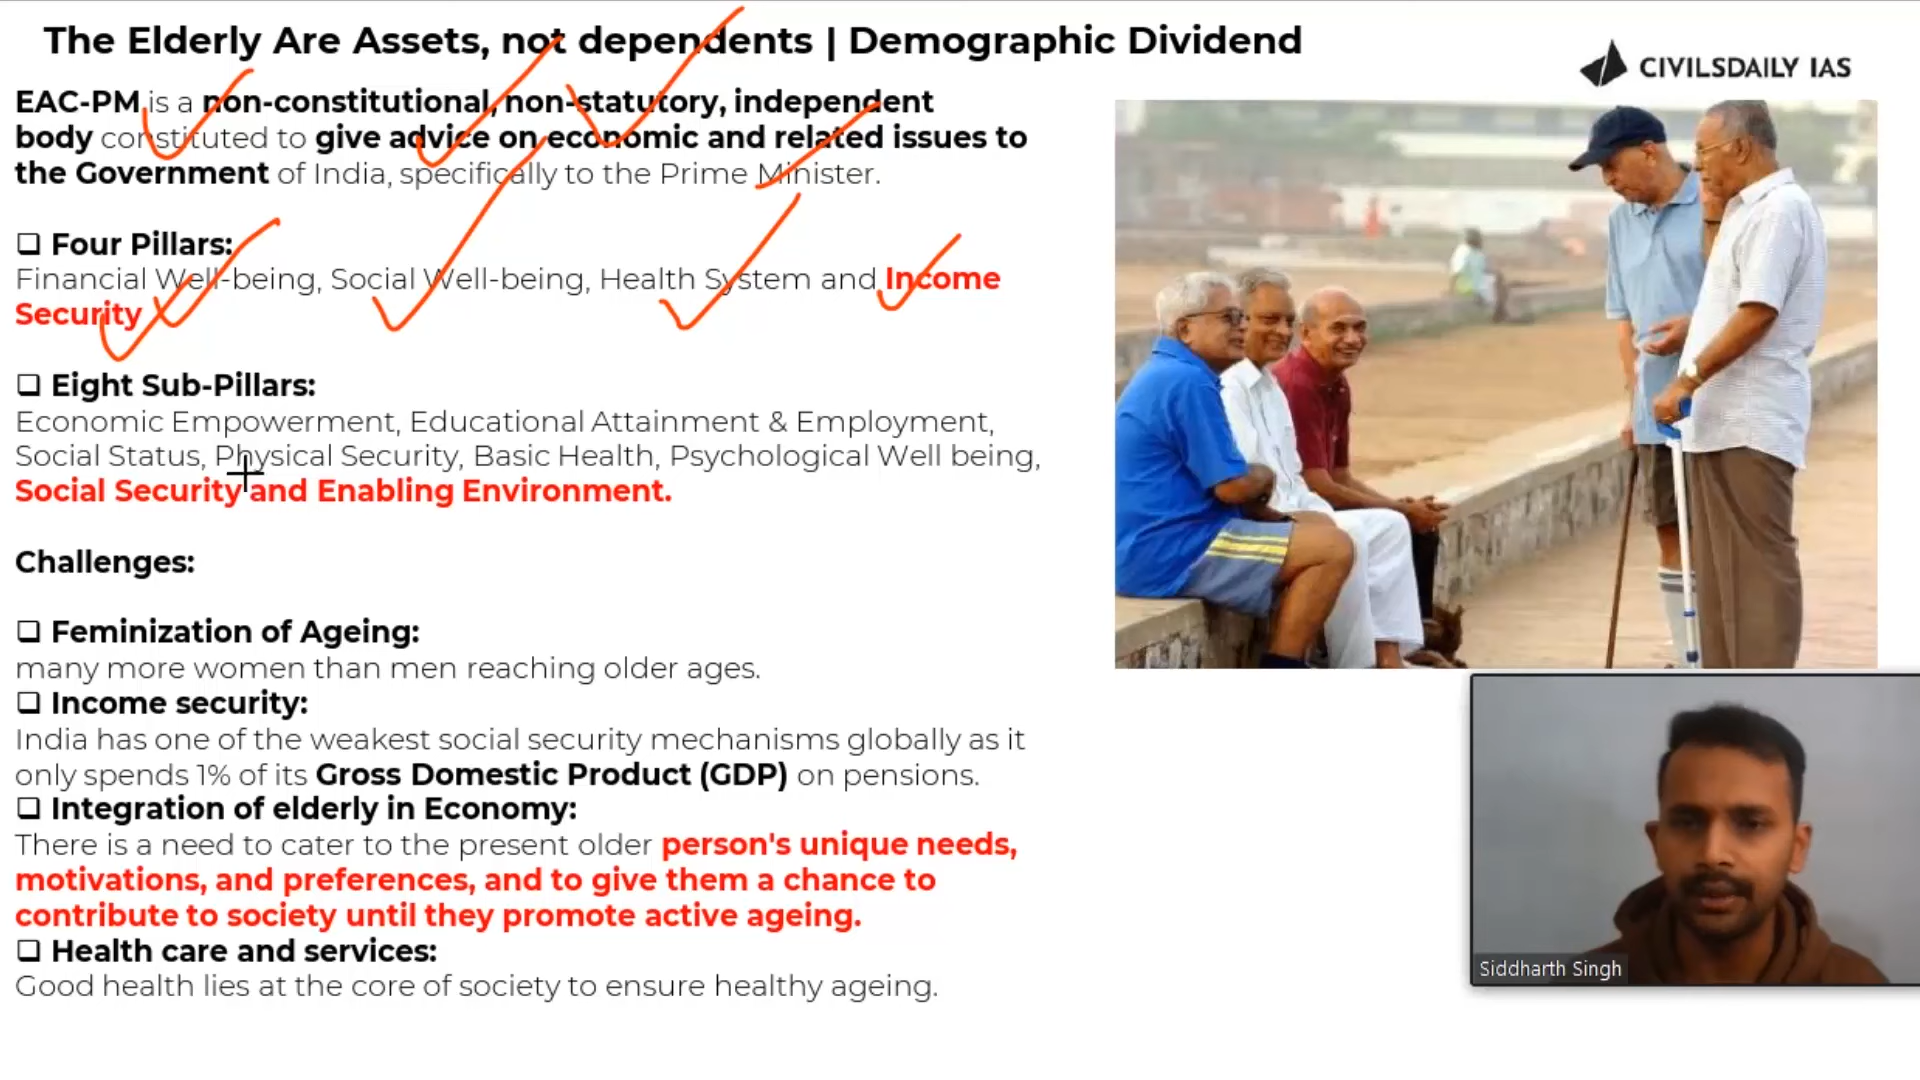 The Elderly Are Assets, not dependents | Demographic Dividend
CIVILSDAILY IAS
EAC-PM is a non-constitutional, non-statutory, independent
body constituted to give advice on economic and related issues to
the Government of India, specifically to the Prime Minister.
❑ Four Pillars:
Financial Well-being, Social Well-being, Health System and Income
Security
❑ Eight Sub-Pillars:
Economic Empowerment, Educational Attainment & Employment,
Social Status, Physical Security, Basic Health, Psychological Well being,
Social Security and Enabling Environment.
Challenges:
❑ Feminization of Ageing:
many more women than men reaching older ages.
❑ Income security:
India has one of the weakest social security mechanisms globally as it
only spends 1% of its Gross Domestic Product (GDP) on pensions.
❑ Integration of elderly in Economy:
There is a need to cater to the present older person's unique needs,
motivations, and preferences, and to give them a chance to
contribute to society until they promote active ageing.
❑ Health care and services:
Good health lies at the core of society to ensure healthy ageing.
Siddharth Singh